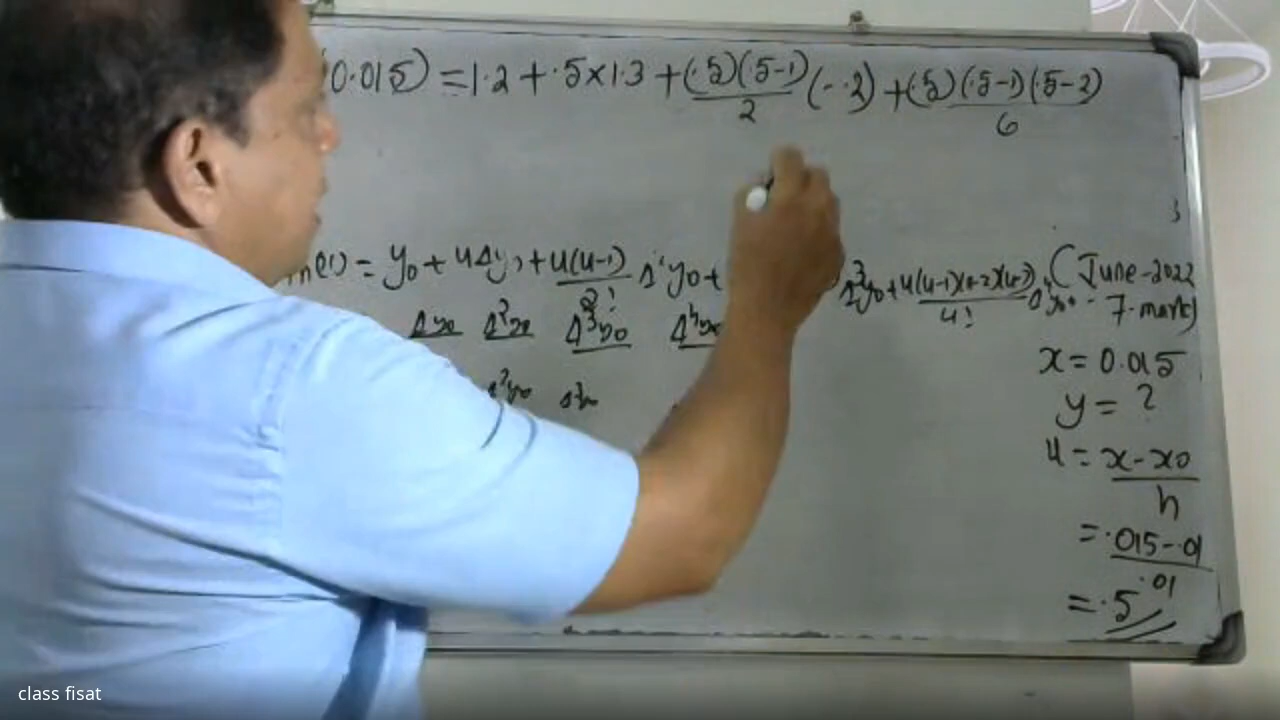 (0.015) = 1.2 + .5 × 1.3 + (.5)(.5-1)/2 (-.2) + (.5)(.5-1)(.5-2)/6
= y0 + uΔy0 + u(u-1)/2! Δ²y0 + Δ³y0 + u(u-1)(u-2)(u-3)/4! Δ⁴y0 -- (June-2022
7-mark)
Δy0 Δ²y0 Δ³y0 Δ⁴y0
x = 0.015
Δ²y0
y = ?
u = x-x0/h
= .015-.01/.01
= .5
class fisat